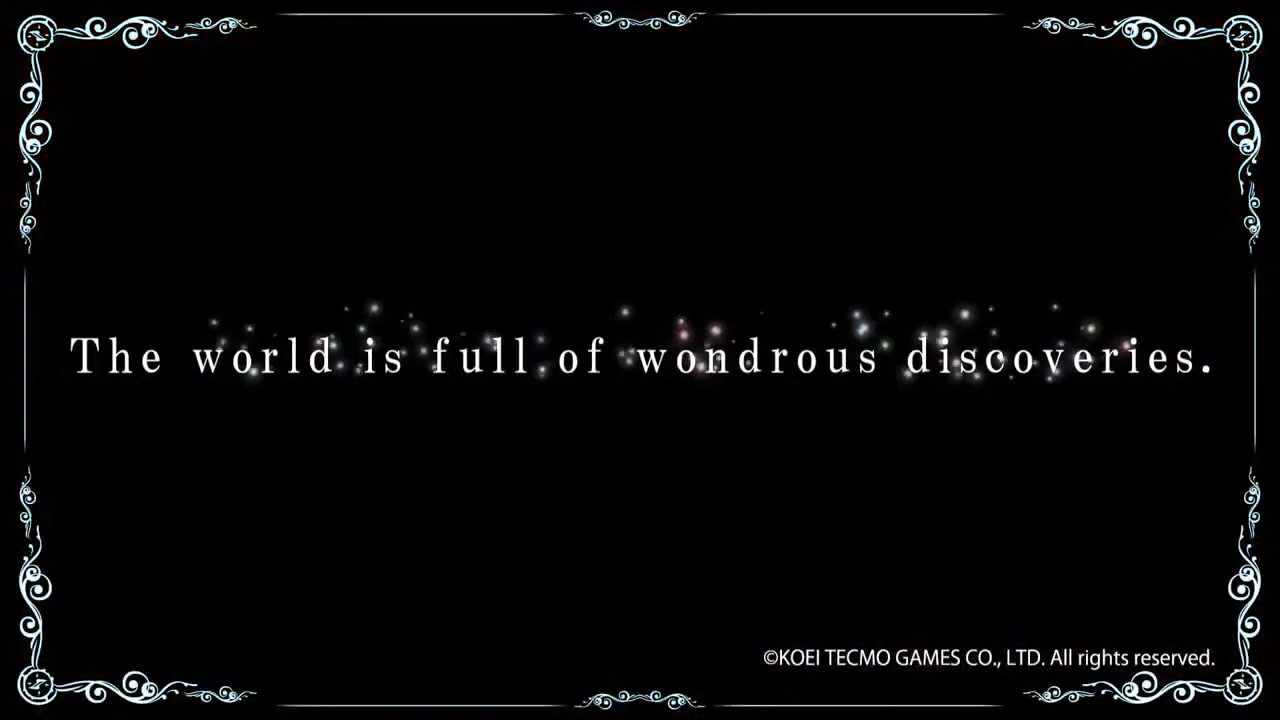 The world is full of wondrous discoveries.
©KOEI TECMO GAMES CO., LTD. All rights reserved.